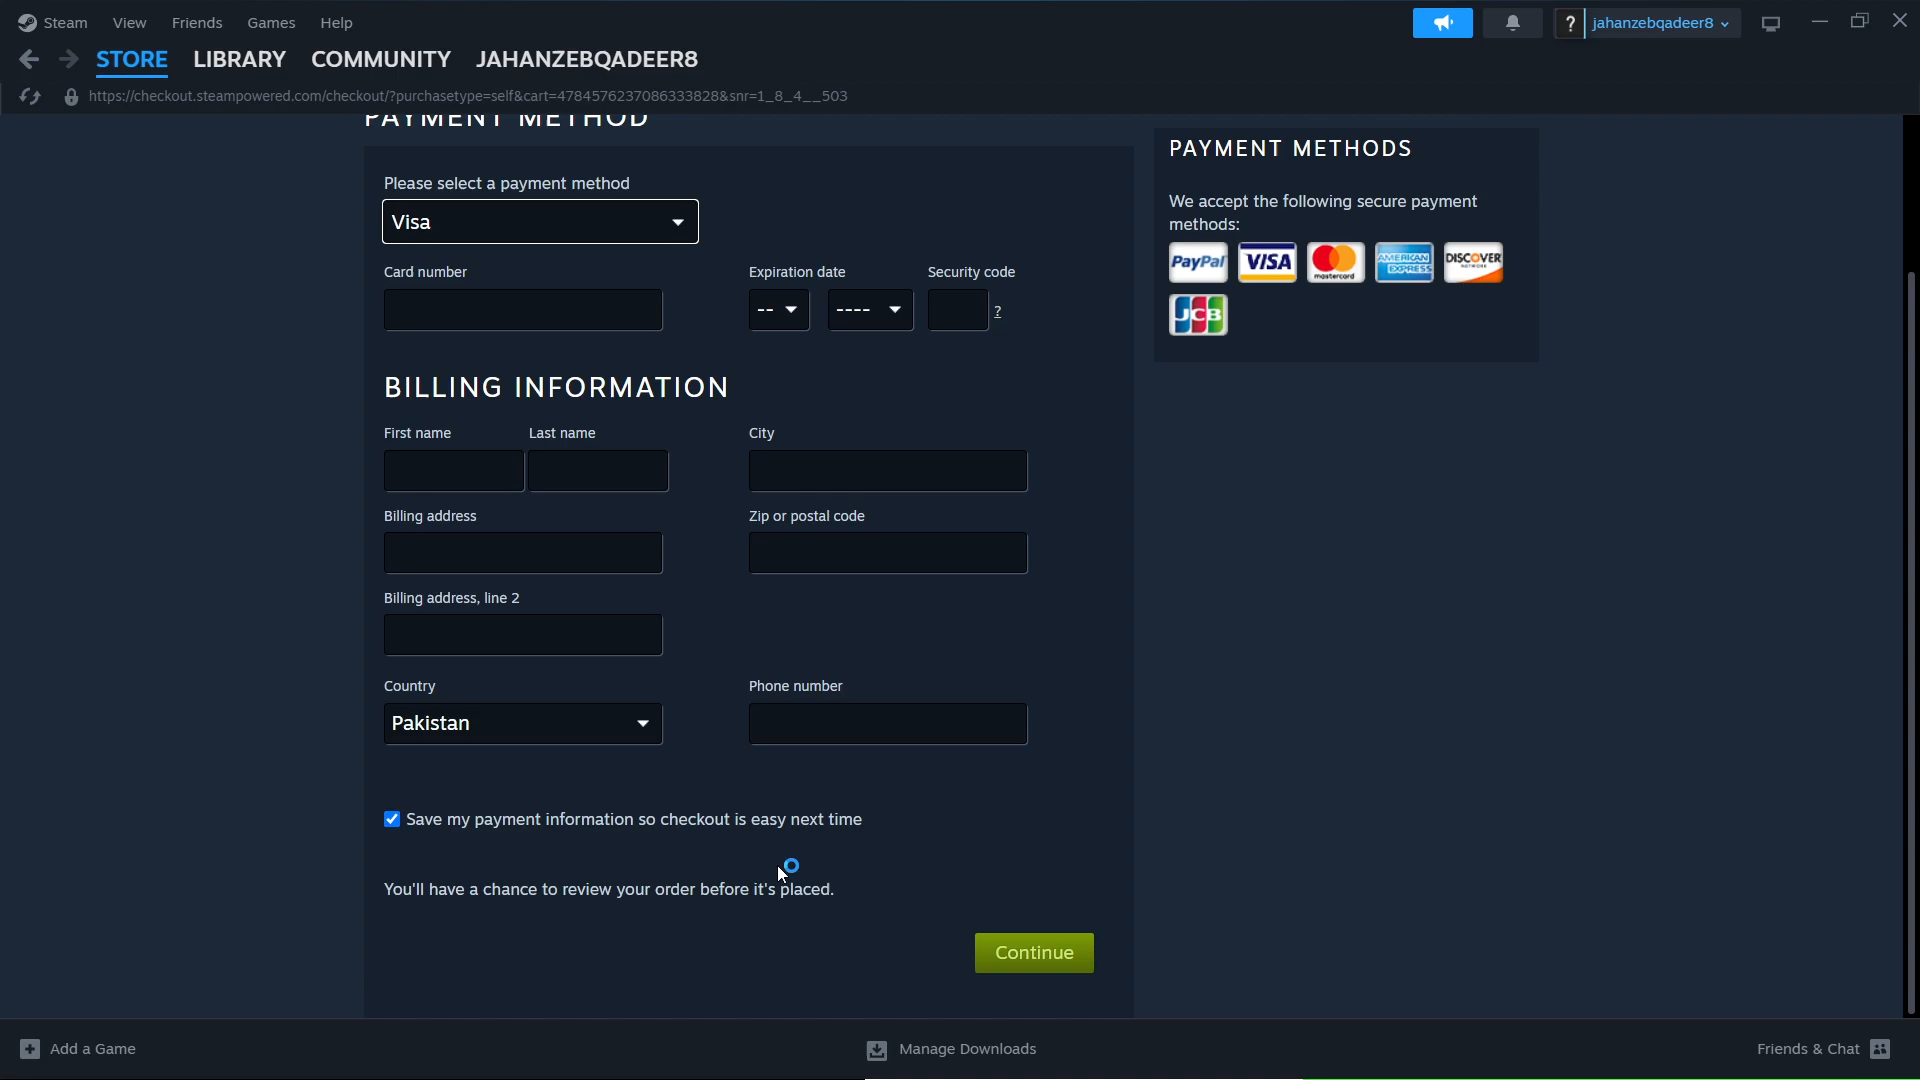 Steam View Friends Games Help
? jahanzebqadeer8
STORE LIBRARY COMMUNITY JAHANZEBQADEER8
https://checkout.steampowered.com/checkout/?purchasetype=self&cart=4784576237086333828&snr=1_8_4__503
PAYMENT METHOD
Please select a payment method
Visa
Card number
Expiration date
Security code
--
----
?
BILLING INFORMATION
First name
Last name
City
Billing address
Zip or postal code
Billing address, line 2
Country
Phone number
Pakistan
Save my payment information so checkout is easy next time
You'll have a chance to review your order before it's placed.
Continue
PAYMENT METHODS
We accept the following secure payment
methods:
PayPal VISA mastercard AMERICAN EXPRESS DISCOVER NETWORK
JCB
Add a Game
Manage Downloads
Friends & Chat